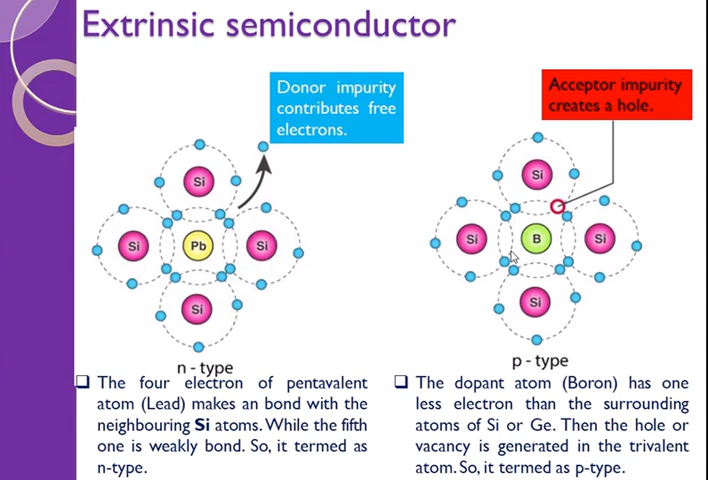 Extrinsic semiconductor
Donor impurity
contributes free
electrons.
Acceptor impurity
creates a hole.
Si
Si
Pb
Si
Si
n - type
Si
Si
B
Si
Si
p - type
The four electron of pentavalent
atom (Lead) makes an bond with the
neighbouring Si atoms. While the fifth
one is weakly bond. So, it termed as
n-type.
The dopant atom (Boron) has one
less electron than the surrounding
atoms of Si or Ge. Then the hole or
vacancy is generated in the trivalent
atom. So, it termed as p-type.